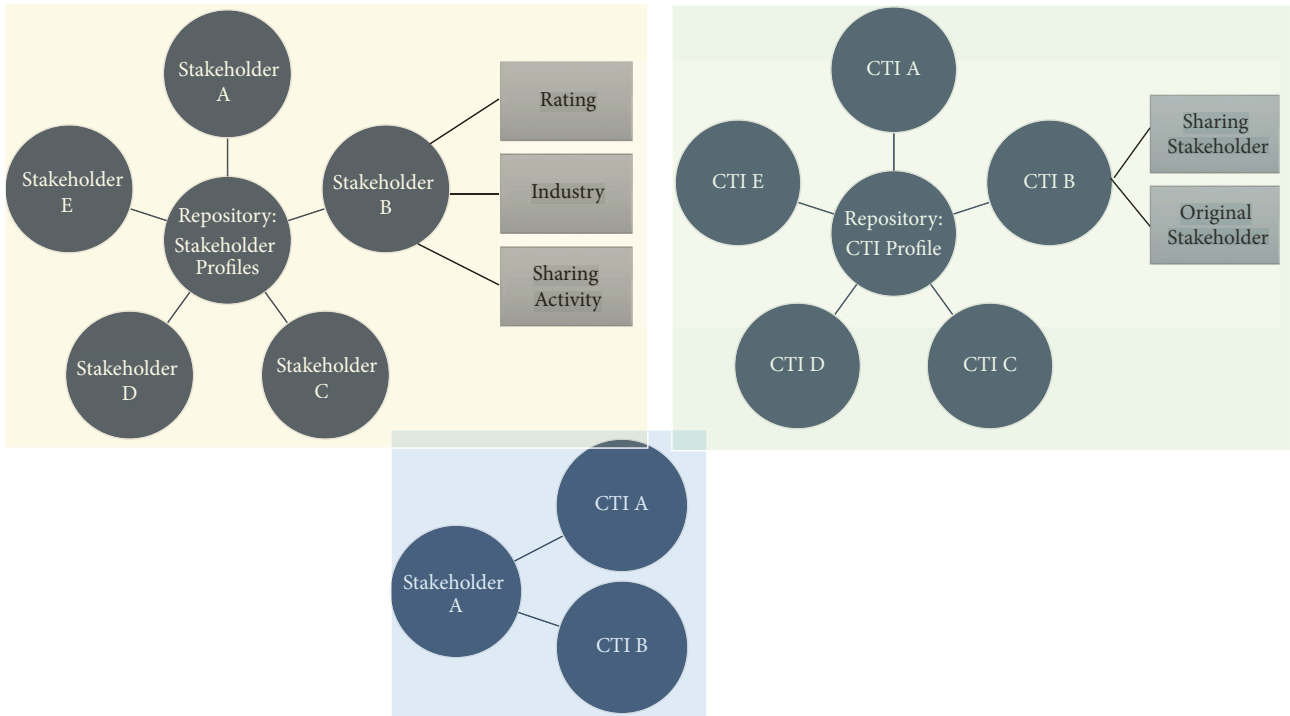 Stakeholder
A
Stakeholder
E
Repository:
Stakeholder
Profiles
Stakeholder
B
Rating
Industry
Sharing
Activity
Stakeholder
D
Stakeholder
C
CTI A
CTI E
Repository:
CTI Profile
CTI B
Sharing
Stakeholder
Original
Stakeholder
CTI D
CTI C
Stakeholder
A
CTI A
CTI B